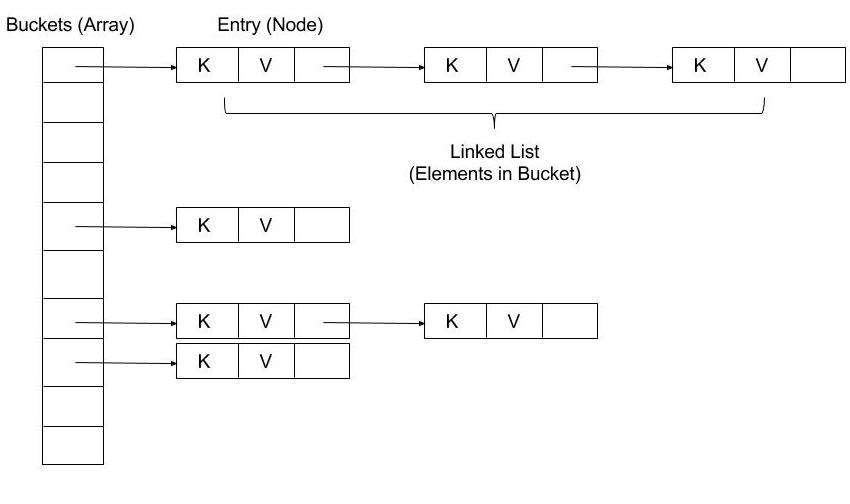 Buckets (Array) Entry (Node)
K V K V K V
Linked List
(Elements in Bucket)
K V
K V K V
K V